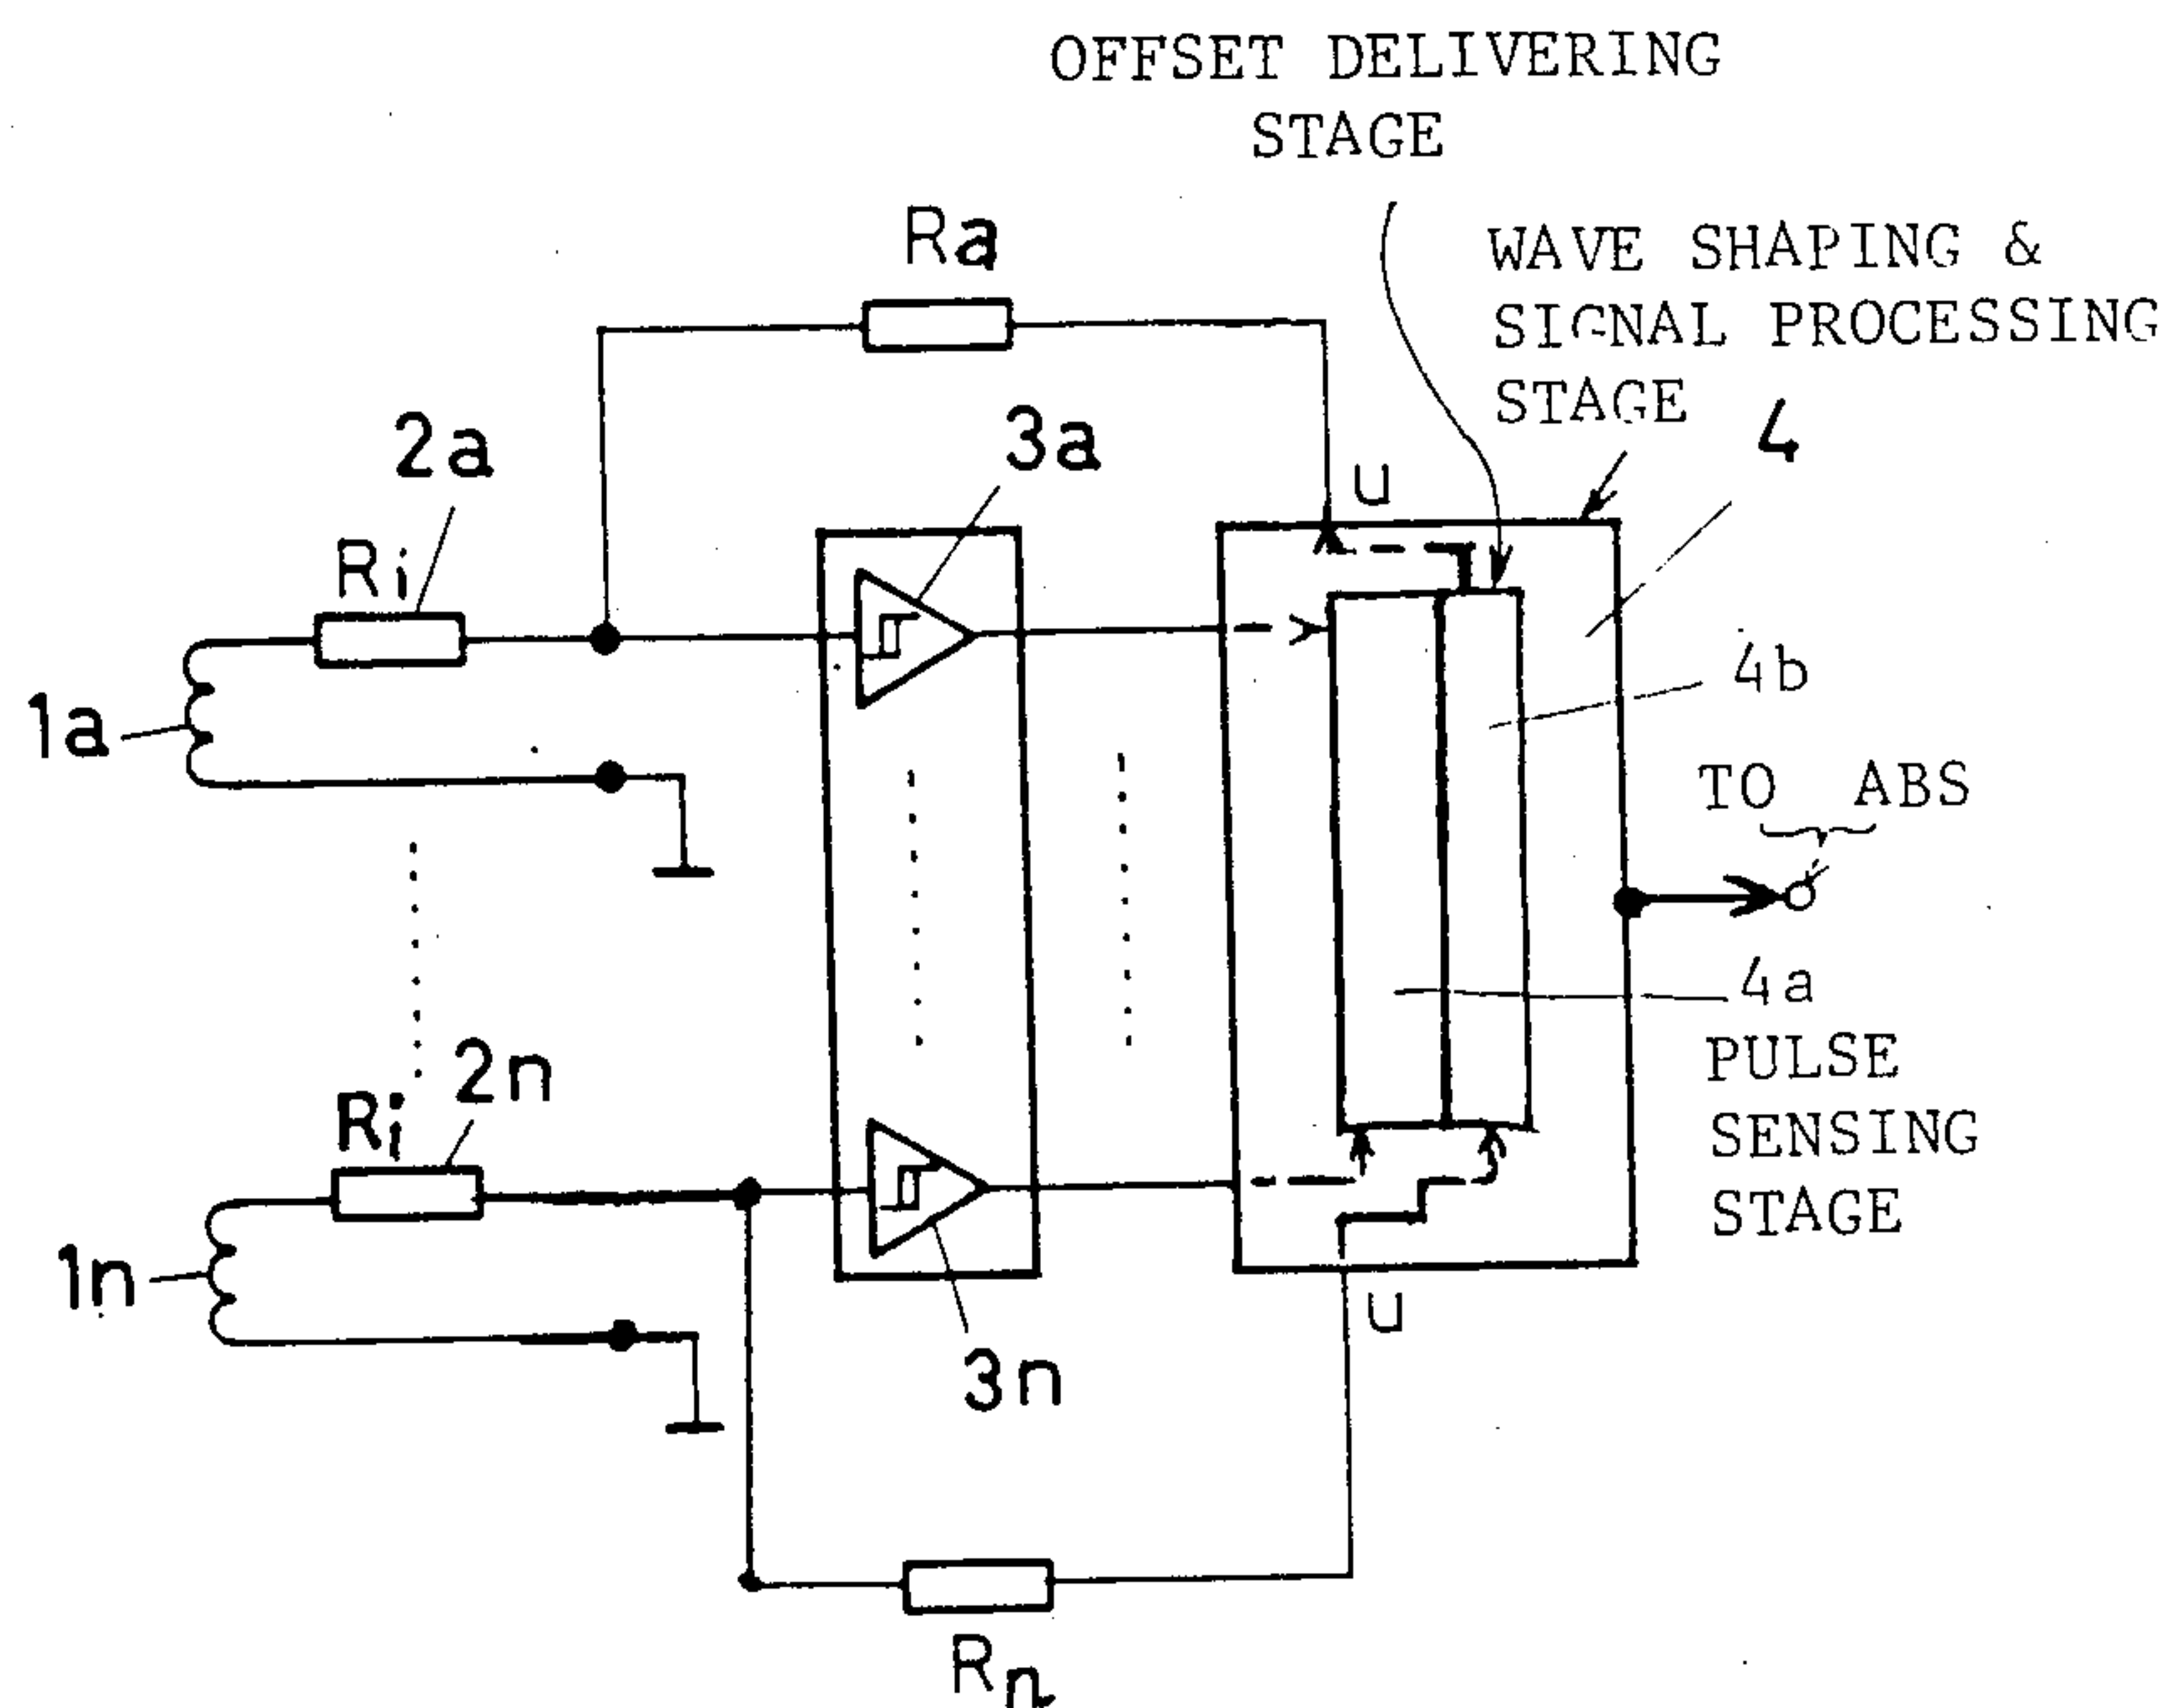 OFFSET DELIVERING
STAGE
WAVE SHAPING &
SIGNAL PROCESSING
STAGE
4
Ra
2a
3a
Ri
u
1a
4b
TO ABS
4a
PULSE
SENSING
STAGE
2n
Ri
1n
3n
u
Rn